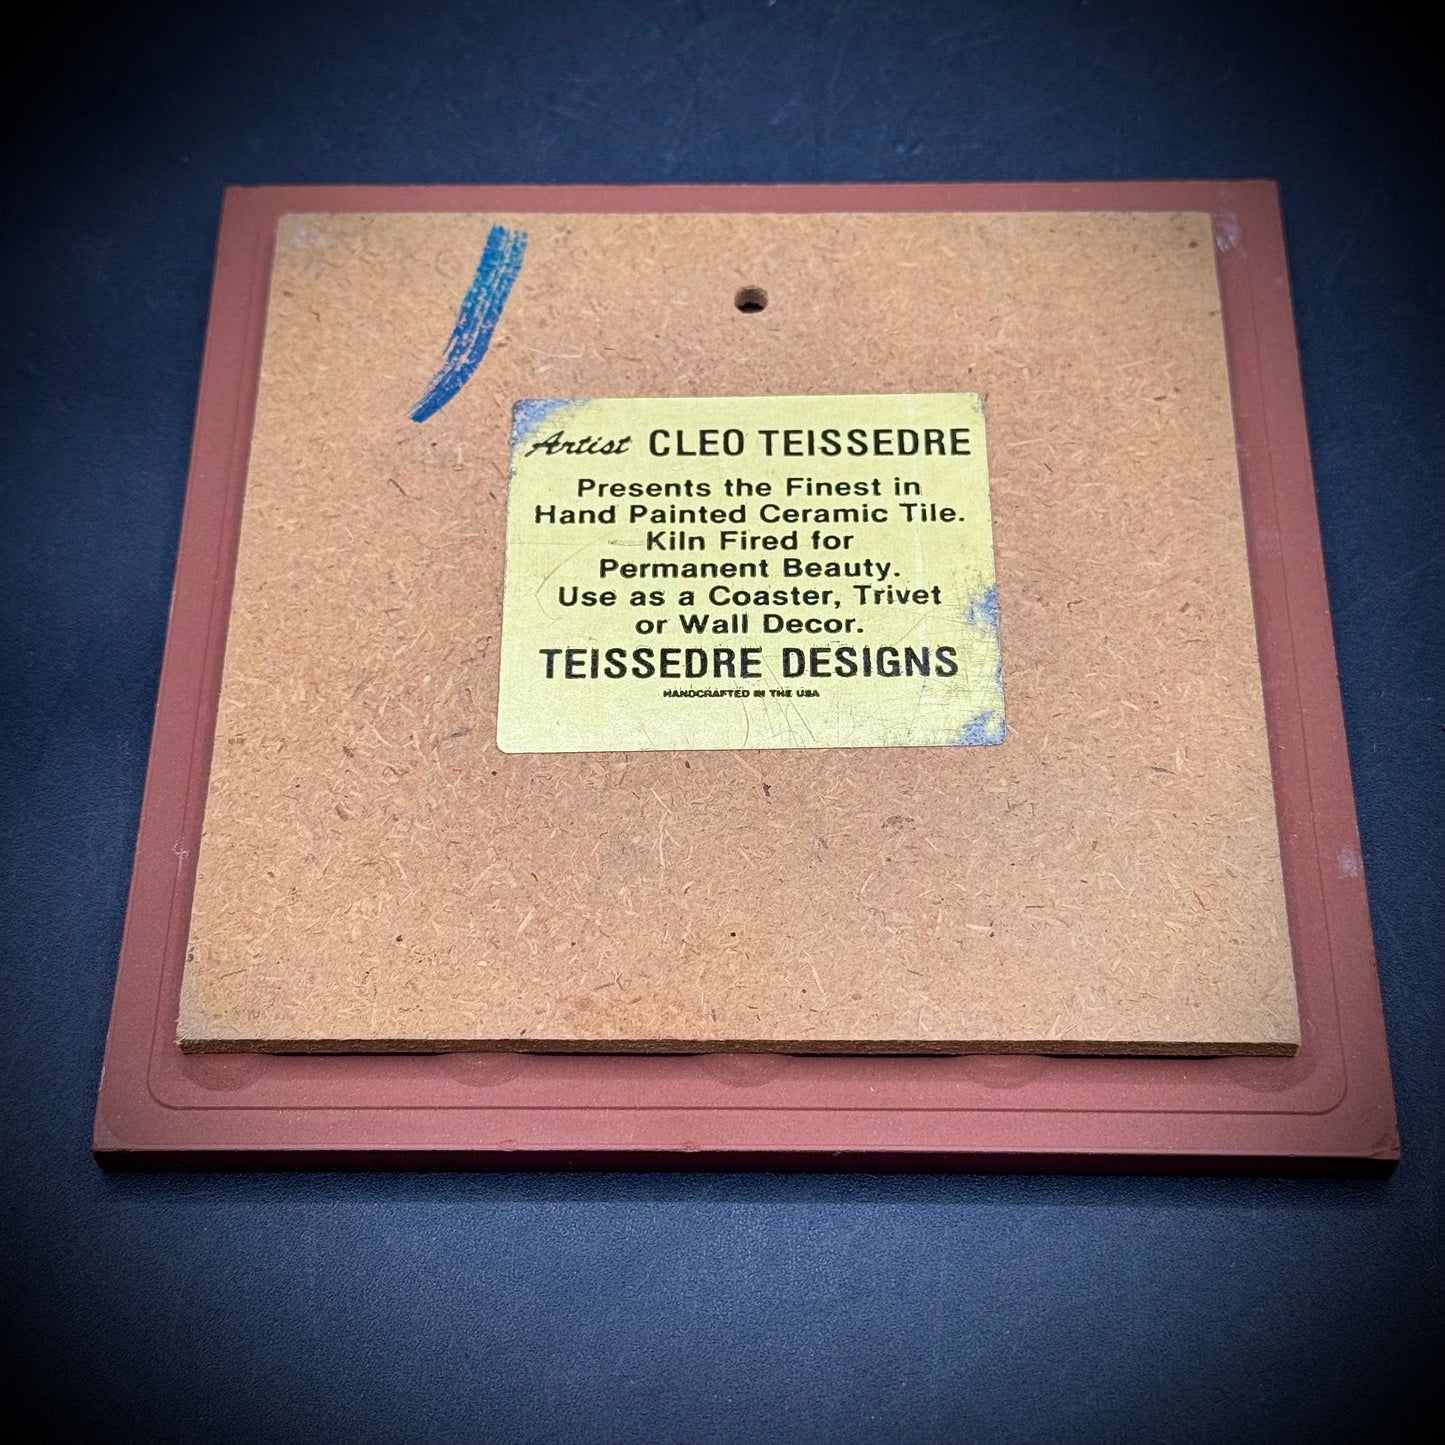 Artist CLEO TEISSEDRE
Presents the Finest in
Hand Painted Ceramic Tile.
Kiln Fired for
Permanent Beauty.
Use as a Coaster, Trivet
or Wall Decor.
TEISSEDRE DESIGNS
HANDCRAFTED IN THE USA